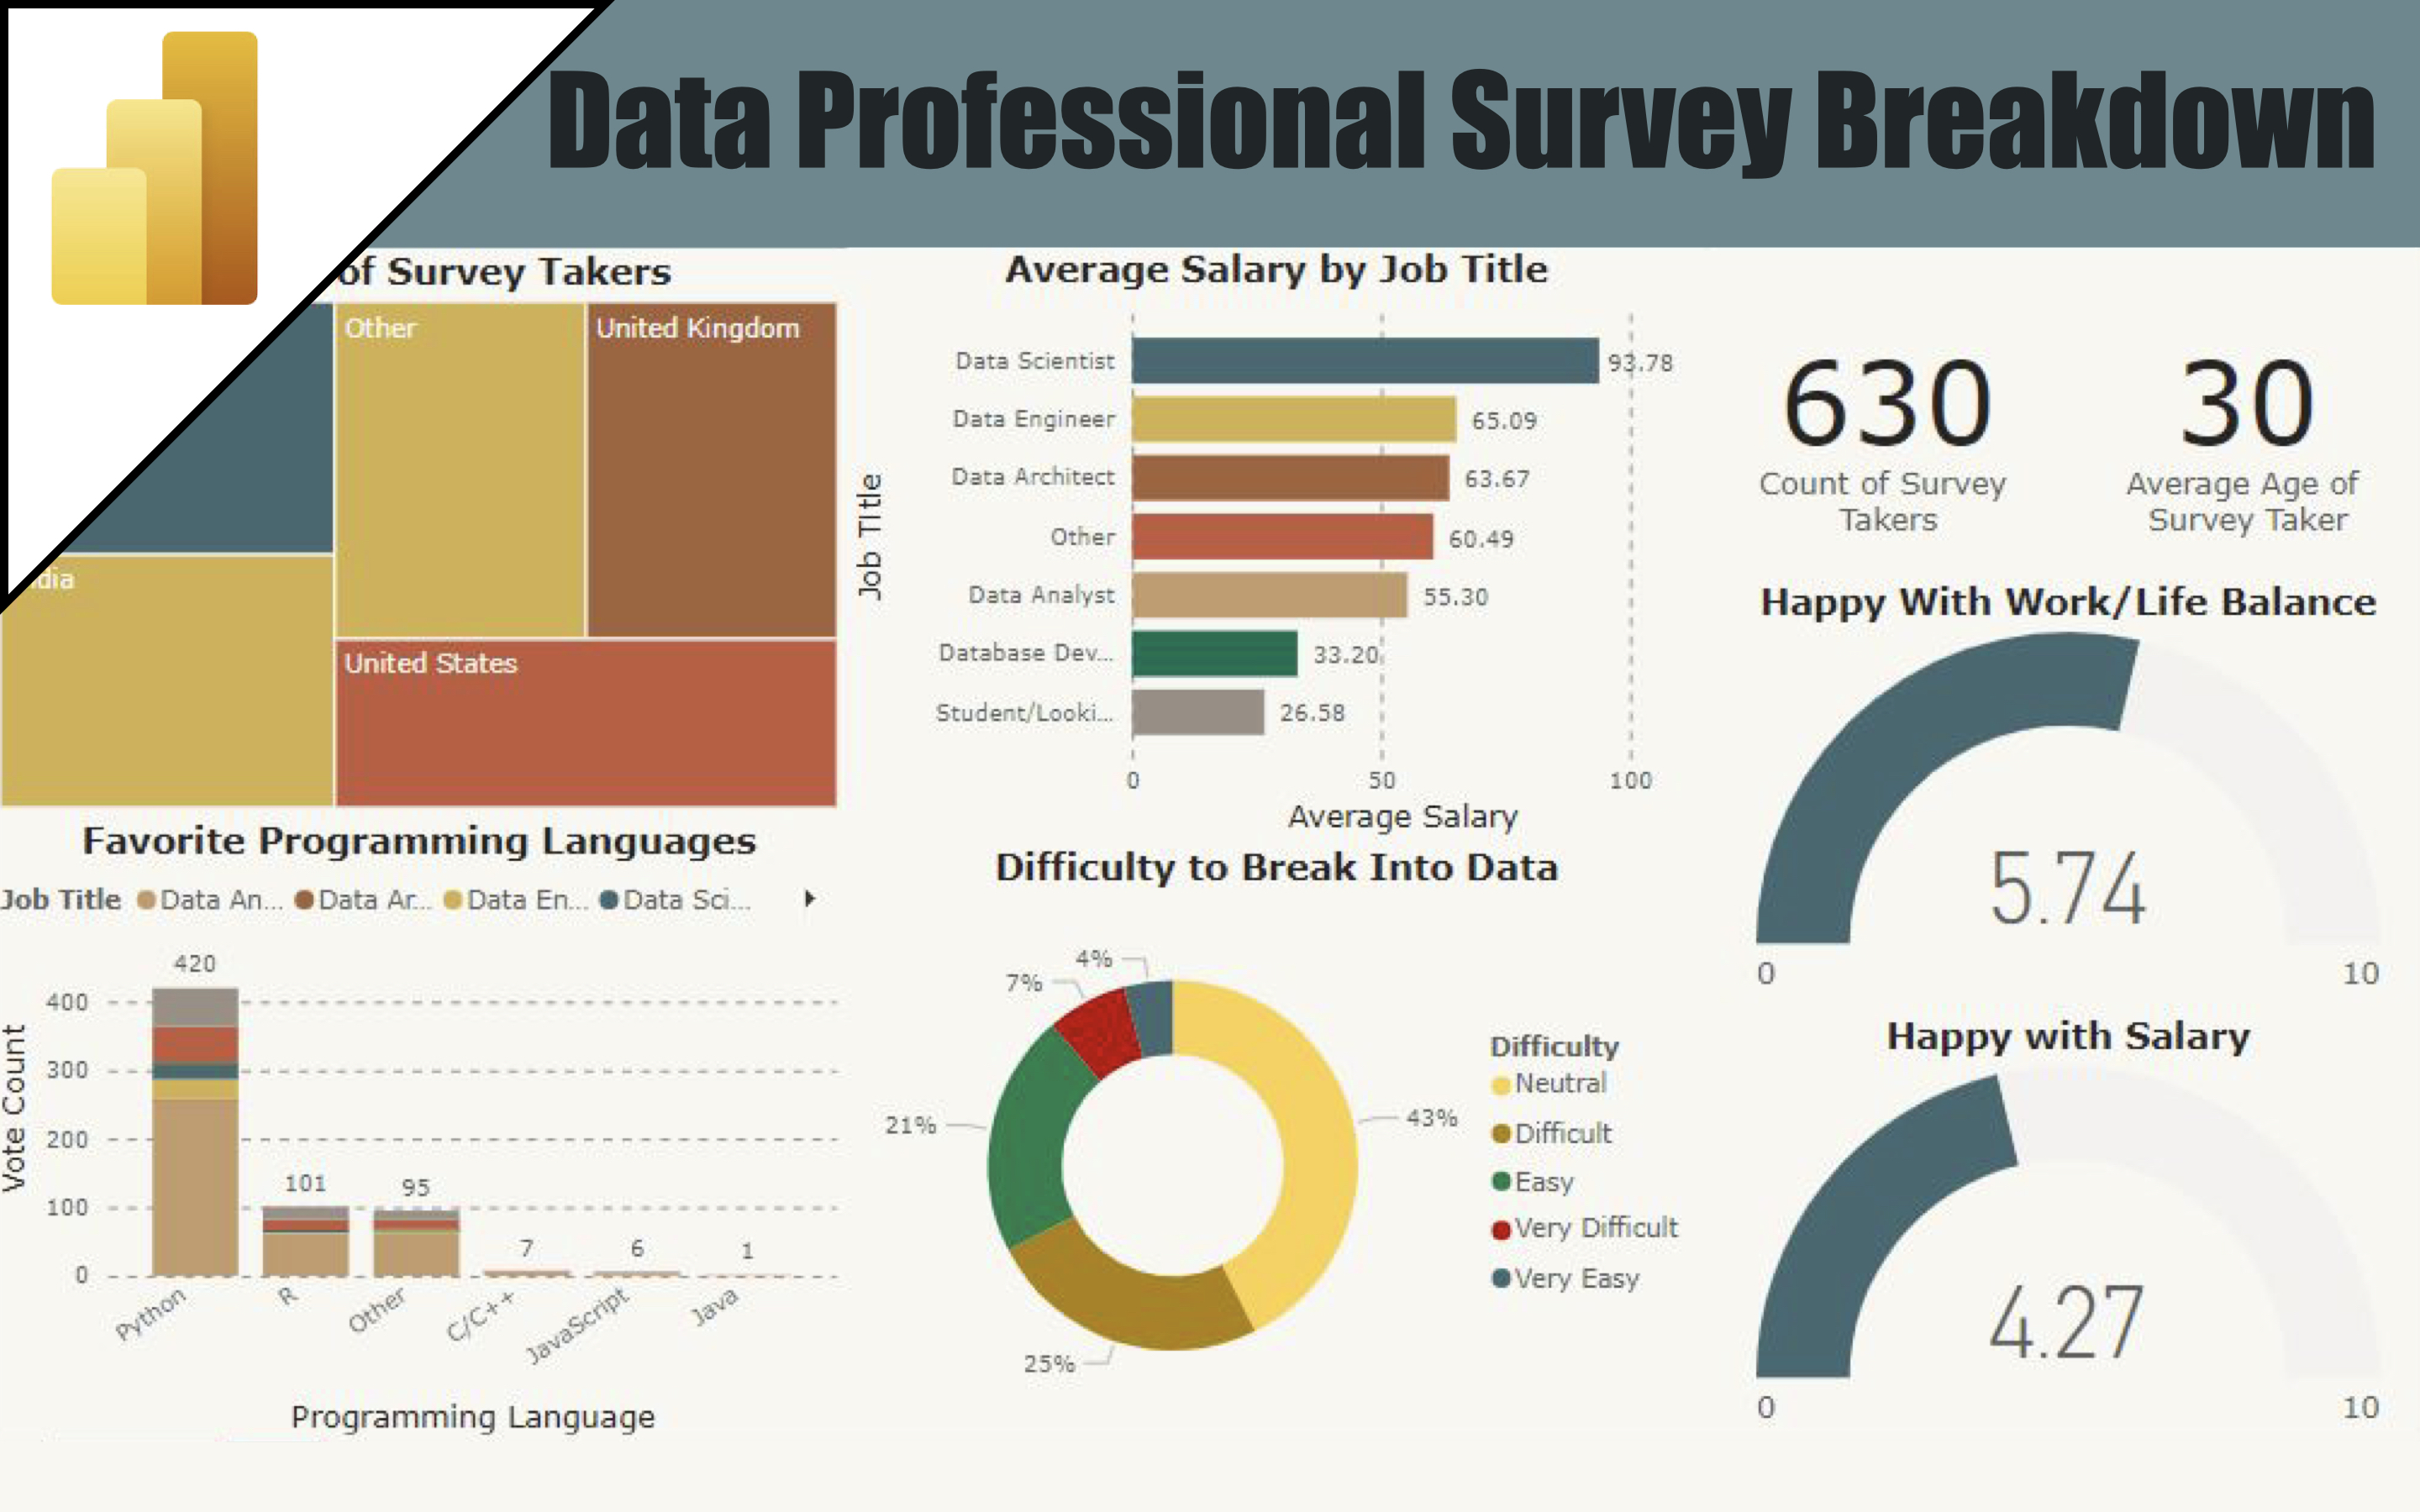 Data Professional Survey Breakdown
of Survey Takers
Other
United Kingdom
United States
Average Salary by Job Title
Job Title
Data Scientist
93.78
Data Engineer
65.09
Data Architect
63.67
Other
60.49
Data Analyst
55.30
Database Dev...
33.20
Student/Looki...
26.58
0
50
100
Average Salary
630
Count of Survey
Takers
30
Average Age of
Survey Taker
Happy With Work/Life Balance
5.74
0
10
Favorite Programming Languages
Job Title
Data An...
Data Ar...
Data En...
Data Sci...
Vote Count
400
300
200
100
0
420
101
95
7
6
1
Python
R
Other
C/C++
JavaScript
Java
Programming Language
Difficulty to Break Into Data
4%
7%
21%
43%
25%
Difficulty
Neutral
Difficult
Easy
Very Difficult
Very Easy
Happy with Salary
4.27
0
10